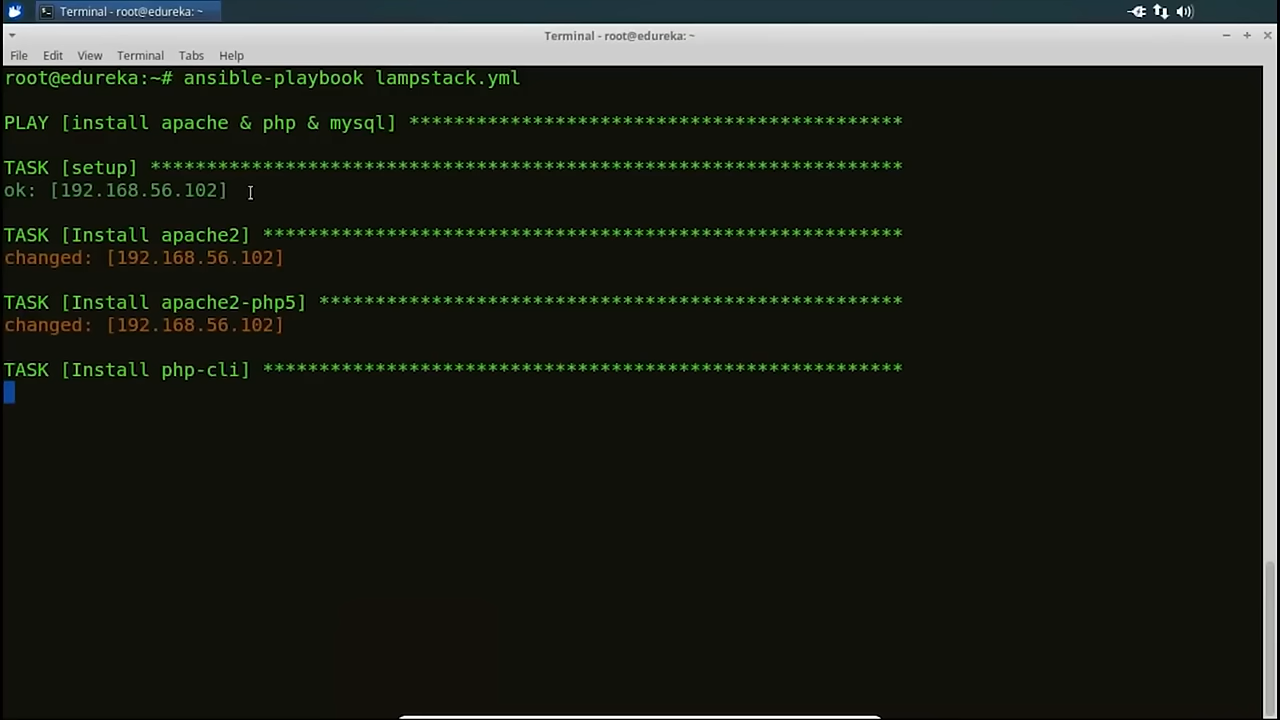 Terminal - root@edureka: ~
Terminal - root@edureka: ~
File Edit View Terminal Tabs Help
root@edureka:~# ansible-playbook lampstack.yml
PLAY [install apache & php & mysql] ********************************************
TASK [setup] *******************************************************************
ok: [192.168.56.102]
TASK [Install apache2] *********************************************************
changed: [192.168.56.102]
TASK [Install apache2-php5] ****************************************************
changed: [192.168.56.102]
TASK [Install php-cli] *********************************************************